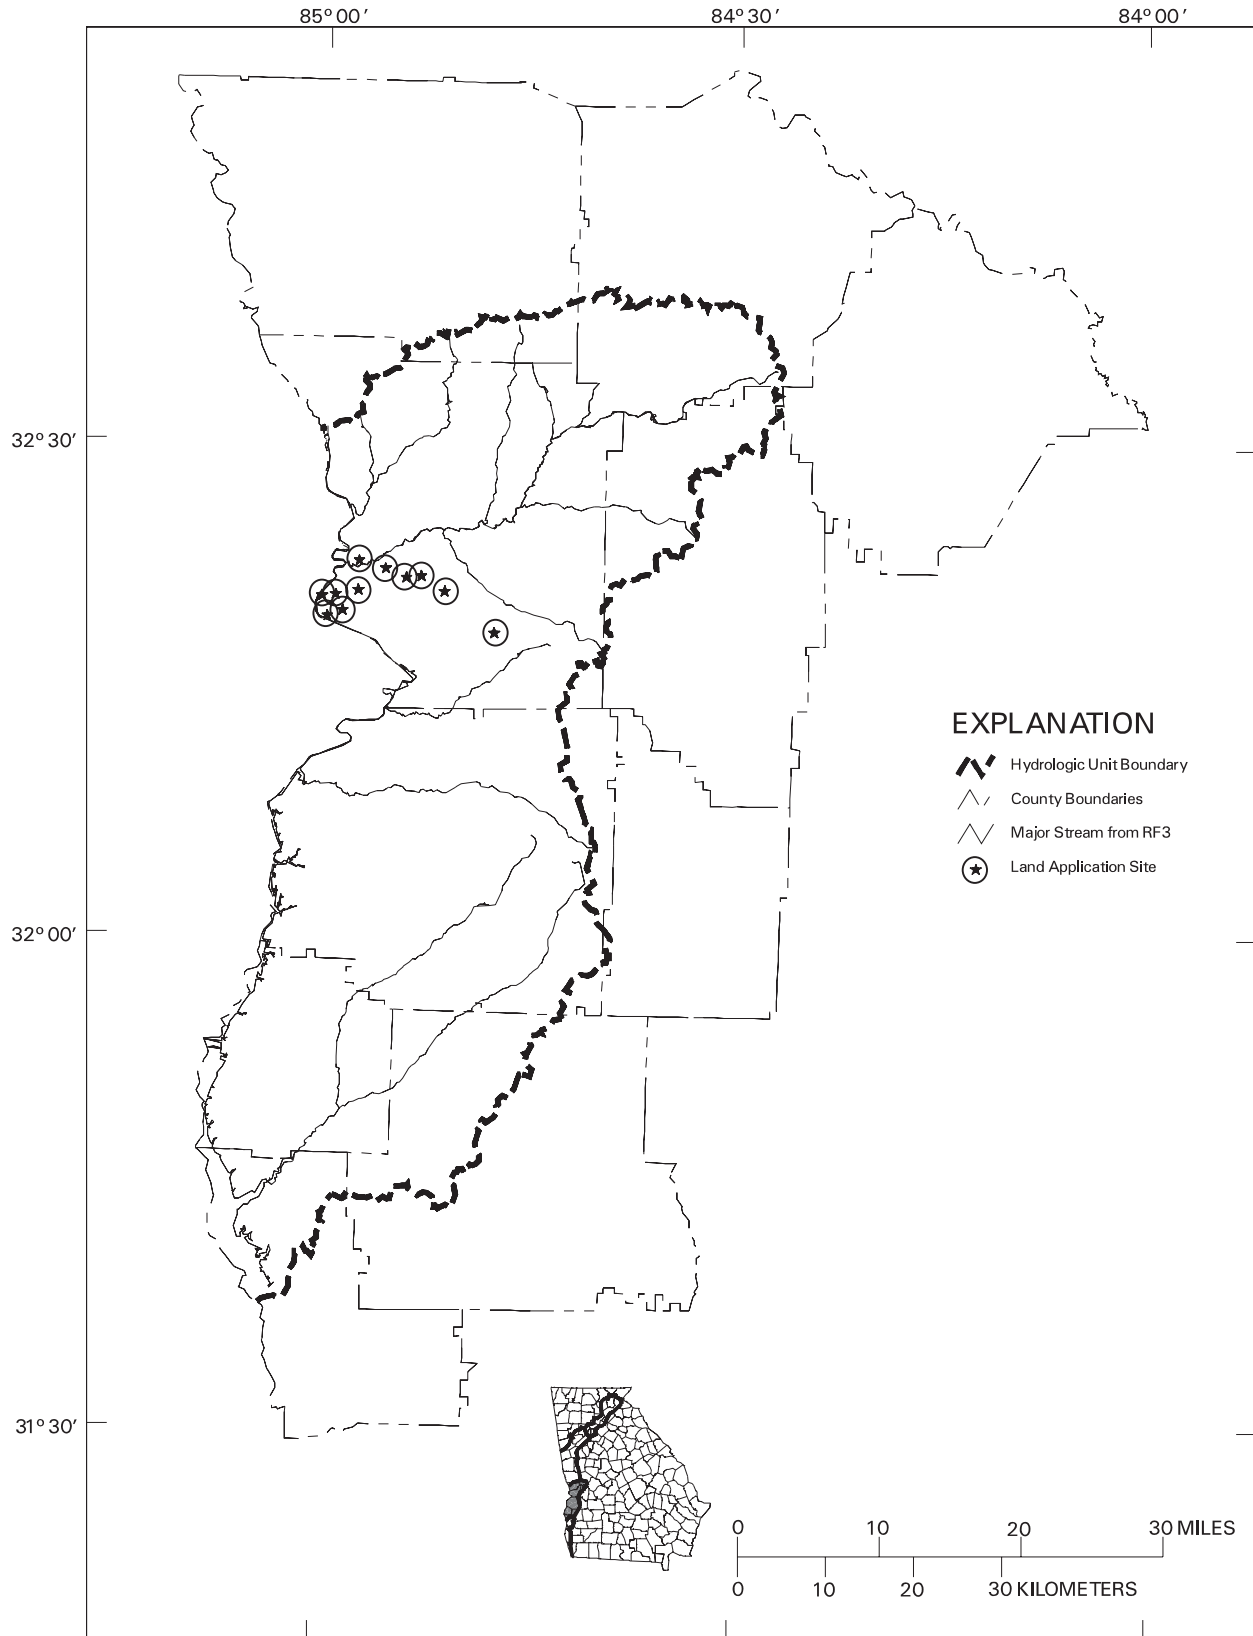 85°00′ 84°30′ 84°00′
32°30′
EXPLANATION
Hydrologic Unit Boundary
County Boundaries
Major Stream from RF3
Land Application Site
32°00′
31°30′
0 10 20 30 MILES
0 10 20 30 KILOMETERS